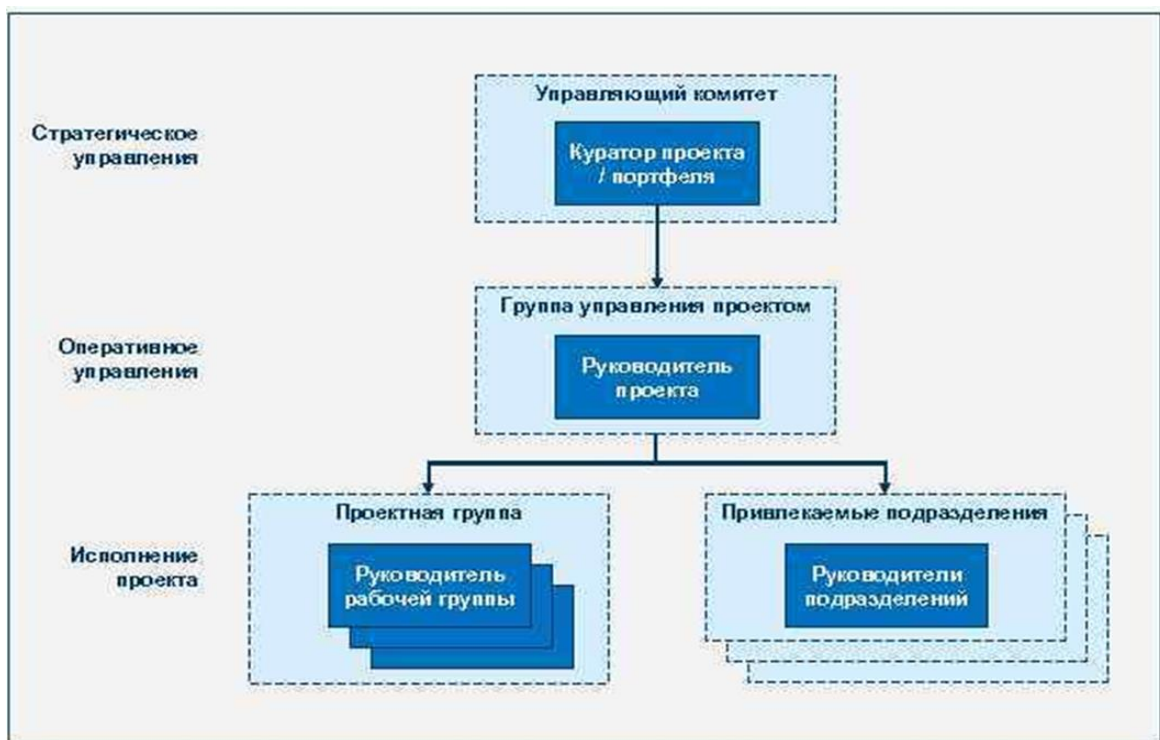 Управляющий комитет
Стратегическое
управления
Куратор проекта
/ портфеля
Группа управления проектом
Оперативное
управления
Руководитель
проекта
Проектная группа
Привлекаемые подразделения
Исполнение
проекта
Руководитель
рабочей группы
Руководители
подразделений